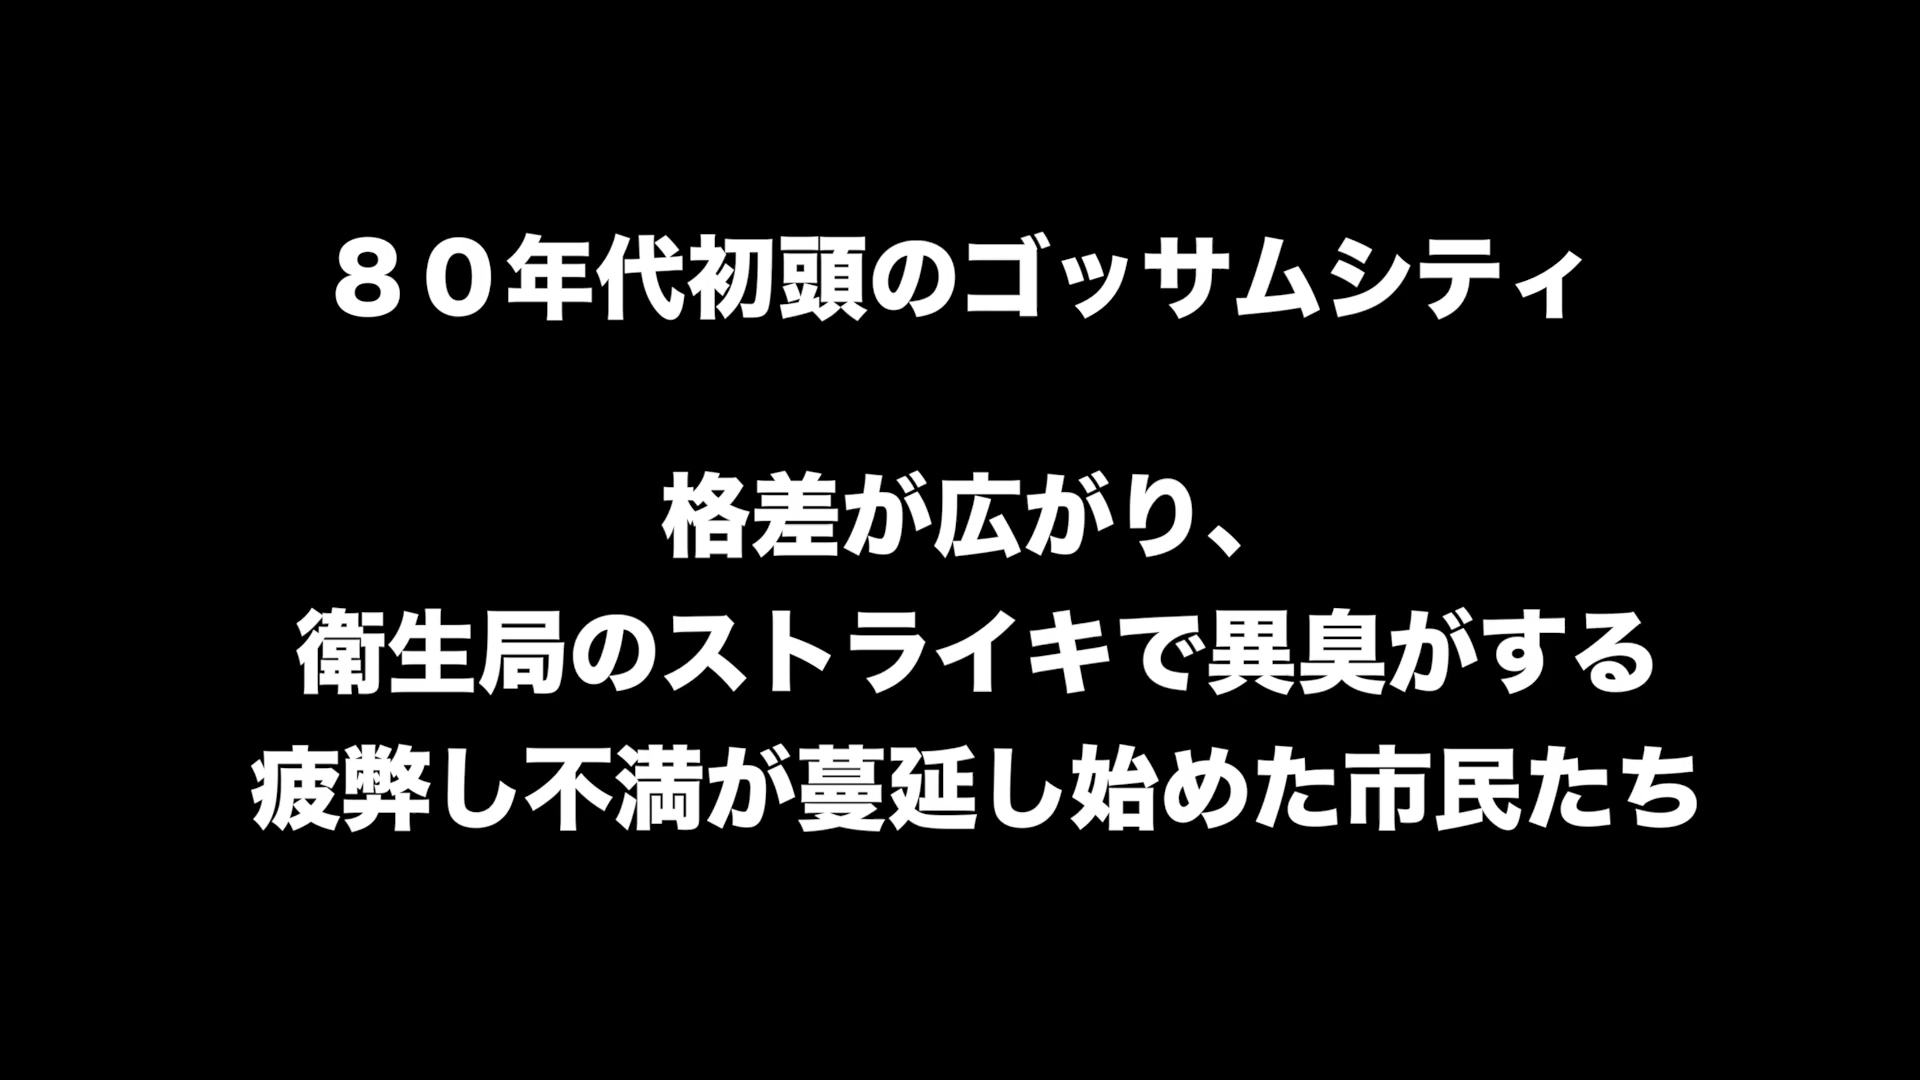 ８０年代初頭のゴッサムシティ
格差が広がり、
衛生局のストライキで異臭がする
疲弊し不満が蔓延し始めた市民たち